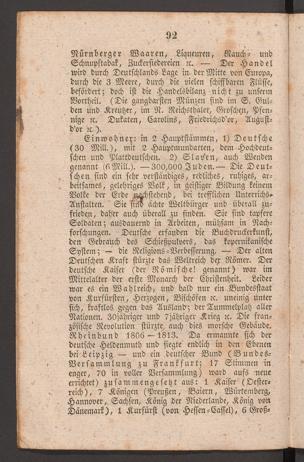 92
Nürnberger Waaren, Liqueuren, Rauch- und
Schnupftabak, Zuckersiedereien ꝛc. — Der Handel
wird durch Deutschlands Lage in der Mitte von Europa,
durch die 3 Meere, durch die vielen schiffbaren Flüsse,
befördert; doch ist die Handelsbilanz nicht zu unsern
Vortheil. (Die gangbarsten Münzen sind im S. Gul-
den und Kreutzer, im N. Reichsthaler, Groschen, Pfen-
nige ꝛc. Dukaten, Carolins, Friedrichsd'or, August-
d'or ꝛc.).
Einwohner: in 2 Hauptstämmen, 1) Deutsche
(30 Mill.), mit 2 Hauptmundarten, dem Hochdeut-
schen und Plattdeutschen. 2) Slaven, auch Wenden
genannt (6 Mill.). — 300,000 Juden. — Die Deut-
schen sind ein sehr verständiges, redliches, ruhiges, ar-
beitsames, gelehriges Volk, in geistiger Bildung keinem
Volke der Erde nachstehend, bei trefflichen Unterrichts-
Anstalten. Sie sind ächte Weltbürger und überall zu-
frieden, daher auch überall zu finden. Sie sind tapfere
Soldaten; ausdauernd in Arbeiten, mühsam in Nach-
forschungen. Deutsche erfanden die Buchdruckerkunst,
den Gebrauch des Schießpulvers, das kopernikanische
System; — die Religions-Verbesserung. — Der alten
Deutschen Kraft stürzte das Weltreich der Römer. Der
deutsche Kaiser (der Römische! genannt) war im
Mittelalter der erste Monarch der Christenheit. Leider
war es ein Wahlreich, und bald nur ein Bundesstaat
von Kurfürsten, Herzogen, Bischöfen ꝛc. uneinig unter
sich, kraftlos gegen das Ausland; der Tummelplatz aller
Nationen. 30jähriger und 7jähriger Krieg ꝛc. Die fran-
zösische Revolution stürzte, auch dies morsche Gebäude.
Rheinbund 1806—1813. Da ermannte sich der
deutsche Heldenmuth und siegte endlich in den Ebenen
bei Leipzig — und ein deutscher Bund (Bundes-
Versammlung zu Frankfurt; 17 Stimmen in
enger, 70 in voller Versammlung) ward aufs neue
errichtet) zusammengesetzt aus: 1 Kaiser (Oester-
reich), 7 Königen (Preußen, Baiern, Würtemberg,
Hannover, Sachsen, König der Niederlande, König von
Dänemark), 1 Kurfürst (von Hessen-Cassel), 6 Groß-